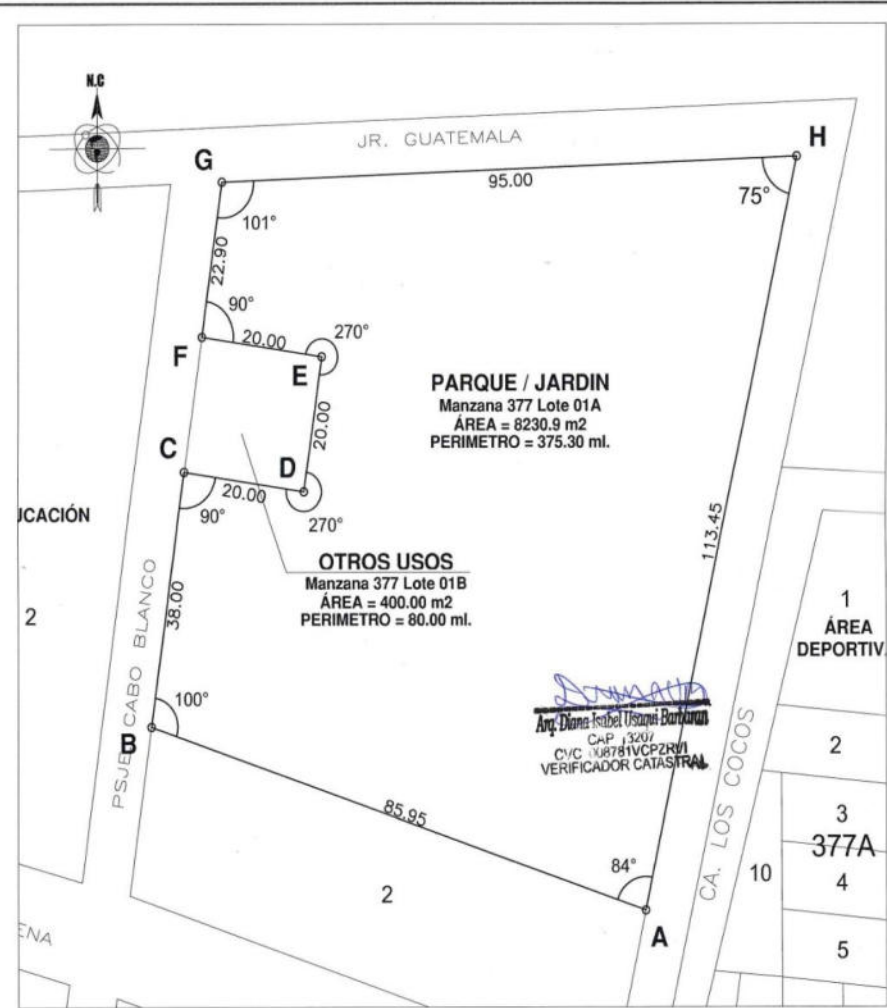 N.C
JR. GUATEMALA
G
H
95.00
101°
75°
22.90
90°
20.00
270°
F
E
PARQUE / JARDIN
Manzana 377 Lote 01A
ÁREA = 8230.9 m2
PERIMETRO = 375.30 ml.
20.00
C
D
20.00
90°
270°
UCACIÓN
2
OTROS USOS
Manzana 377 Lote 01B
ÁREA = 400.00 m2
PERIMETRO = 80.00 ml.
113.45
38.00
PSJE. CABO BLANCO
1
ÁREA
DEPORTIV
100°
B
Arq. Diana Isabel Usaqui Barbaran
CAP 13207
CVC 008781VCPZRVI
VERIFICADOR CATASTRAL
CA. LOS COCOS
2
85.95
3
377A
84°
10
4
2
A
5
ENA